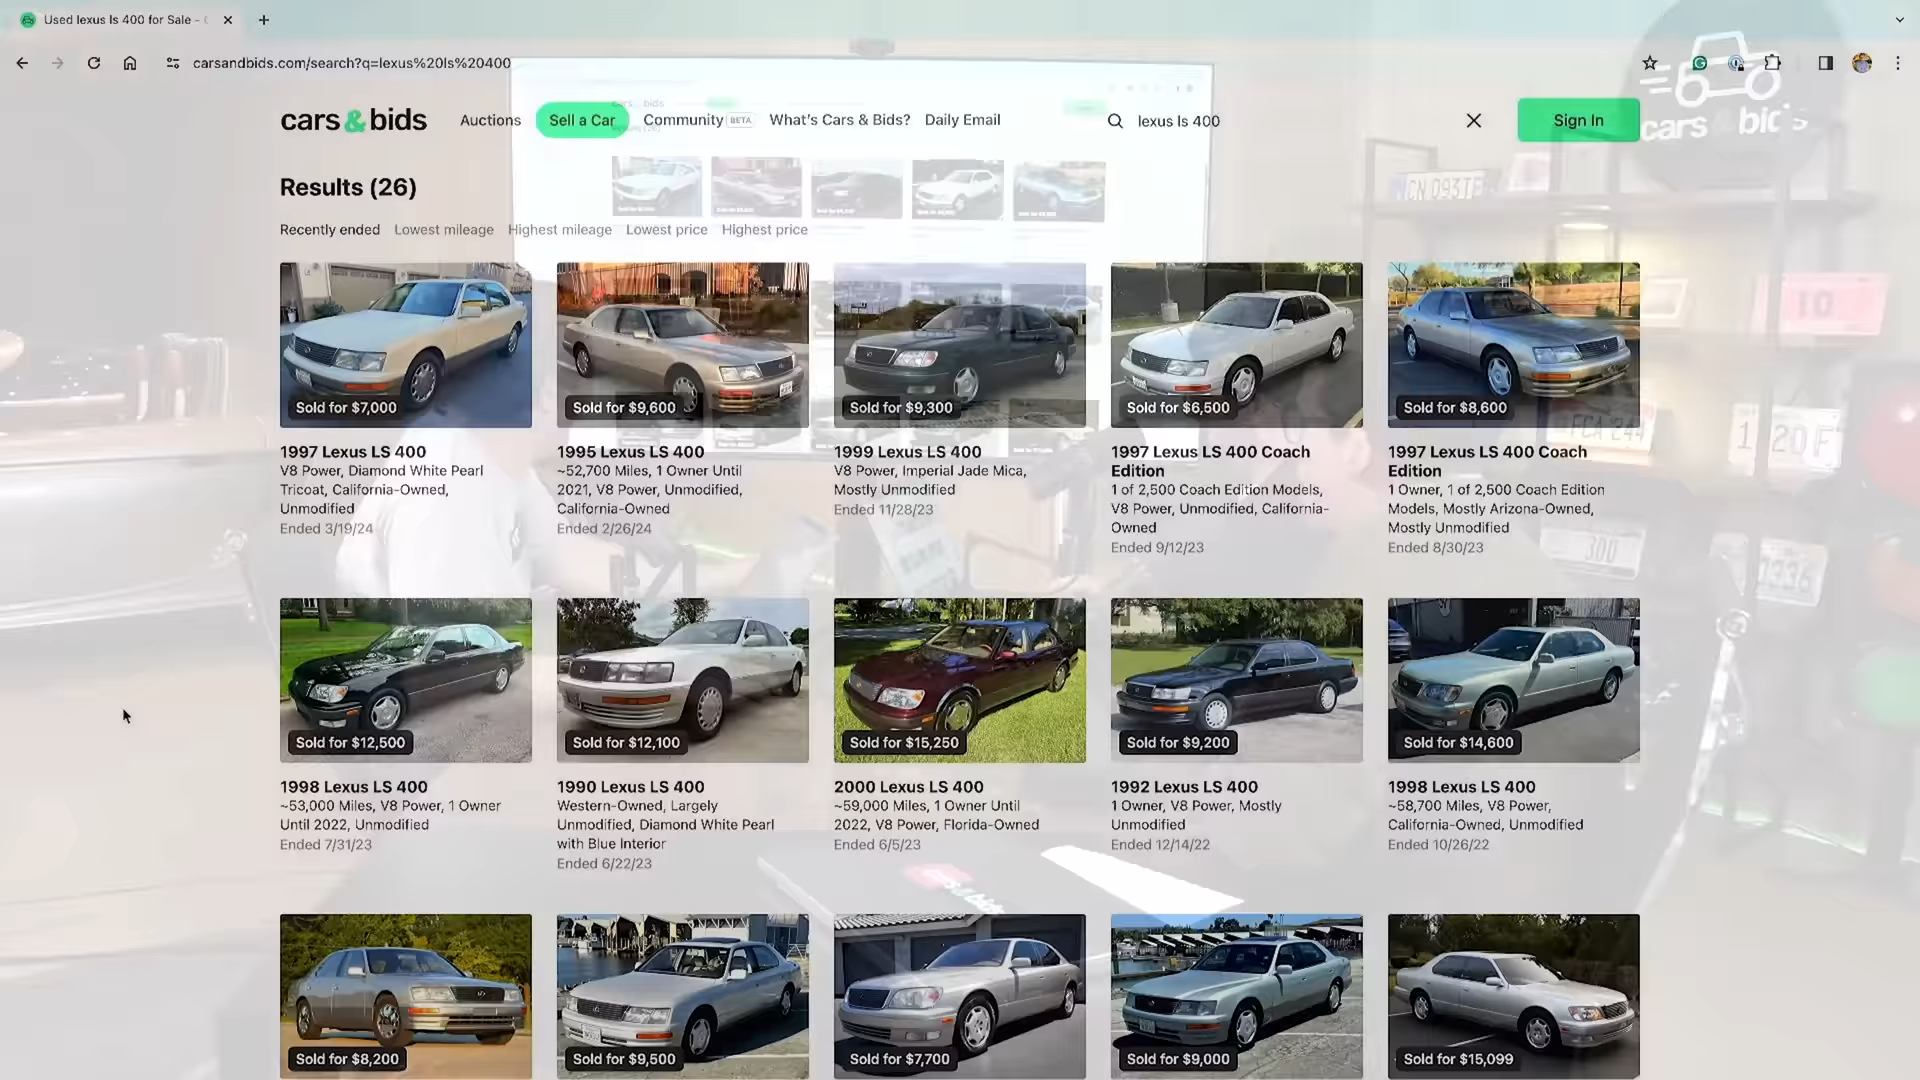 Used lexus ls 400 for Sale -
carsandbids.com/search?q=lexus%20ls%20400
cars & bids
Auctions
Sell a Car
Community BETA
What's Cars & Bids?
Daily Email
lexus ls 400
Sign In
cars & bids
Results (26)
Recently ended
Lowest mileage
Highest mileage
Lowest price
Highest price
Sold for $7,000
Sold for $9,600
Sold for $9,300
Sold for $6,500
Sold for $8,600
1997 Lexus LS 400
V8 Power, Diamond White Pearl
Tricoat, California-Owned,
Unmodified
Ended 3/19/24
1995 Lexus LS 400
~52,700 Miles, 1 Owner Until
2021, V8 Power, Unmodified,
California-Owned
Ended 2/26/24
1999 Lexus LS 400
V8 Power, Imperial Jade Mica,
Mostly Unmodified
Ended 11/28/23
1997 Lexus LS 400 Coach
Edition
1 of 2,500 Coach Edition Models,
V8 Power, Unmodified, California-
Owned
Ended 9/12/23
1997 Lexus LS 400 Coach
Edition
1 Owner, 1 of 2,500 Coach Edition
Models, Mostly Arizona-Owned,
Mostly Unmodified
Ended 8/30/23
Sold for $12,500
Sold for $12,100
Sold for $15,250
Sold for $9,200
Sold for $14,600
1998 Lexus LS 400
~53,000 Miles, V8 Power, 1 Owner
Until 2022, Unmodified
Ended 7/31/23
1990 Lexus LS 400
Western-Owned, Largely
Unmodified, Diamond White Pearl
with Blue Interior
Ended 6/22/23
2000 Lexus LS 400
~59,000 Miles, 1 Owner Until
2022, V8 Power, Florida-Owned
Ended 6/5/23
1992 Lexus LS 400
1 Owner, V8 Power, Mostly
Unmodified
Ended 12/14/22
1998 Lexus LS 400
~58,700 Miles, V8 Power,
California-Owned, Unmodified
Ended 10/26/22
Sold for $8,200
Sold for $9,500
Sold for $7,700
Sold for $9,000
Sold for $15,099